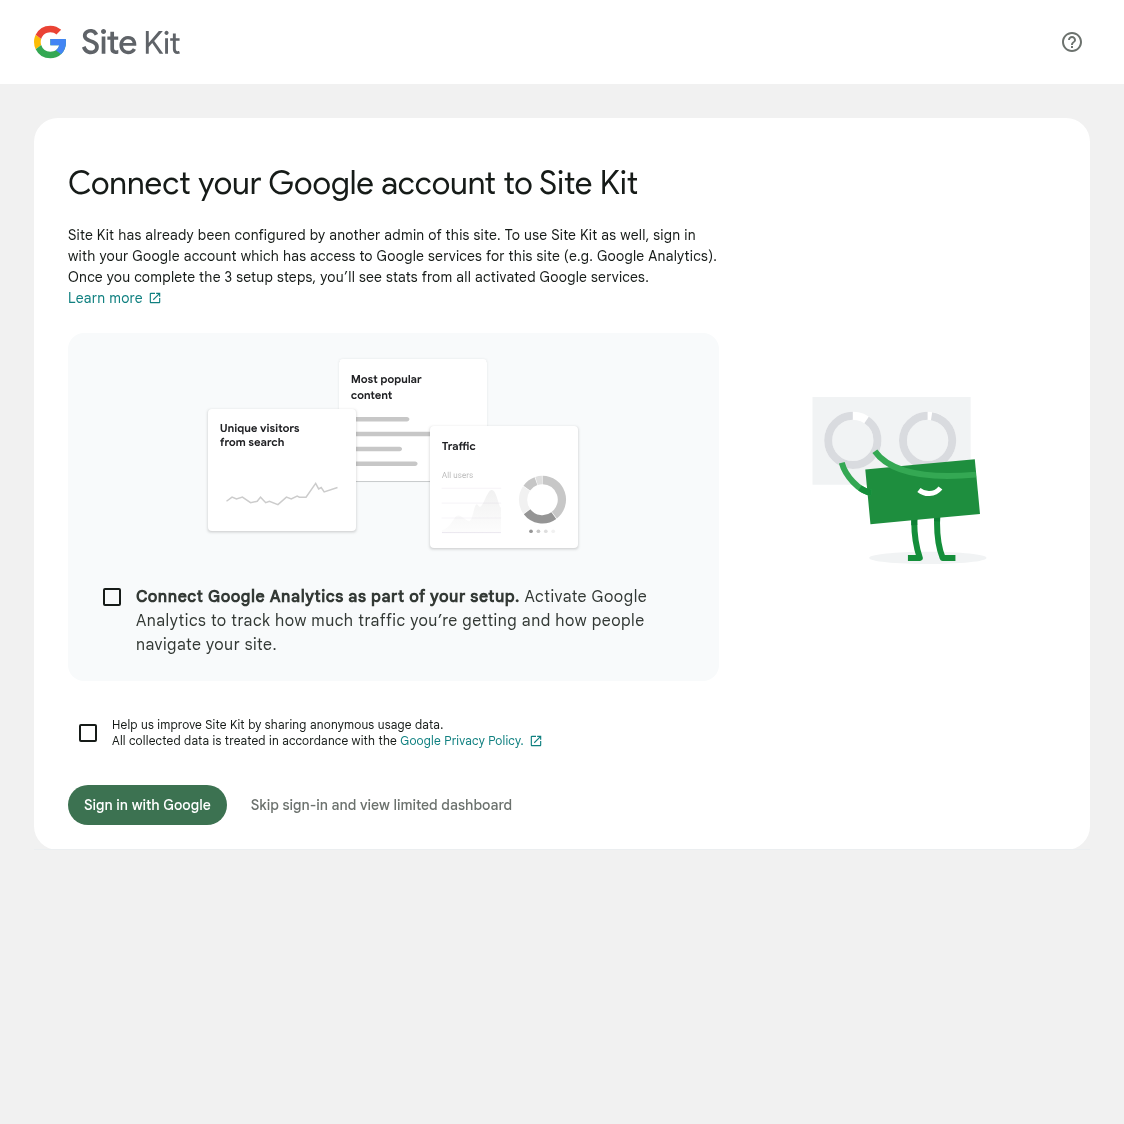 Site Kit
Connect your Google account to Site Kit
Site Kit has already been configured by another admin of this site. To use Site Kit as well, sign in
with your Google account which has access to Google services for this site (e.g. Google Analytics).
Once you complete the 3 setup steps, you’ll see stats from all activated Google services.
Learn more
Most popular
content
Unique visitors
from search
Traffic
All users
Connect Google Analytics as part of your setup. Activate Google
Analytics to track how much traffic you’re getting and how people
navigate your site.
Help us improve Site Kit by sharing anonymous usage data.
All collected data is treated in accordance with the Google Privacy Policy.
Sign in with Google
Skip sign-in and view limited dashboard